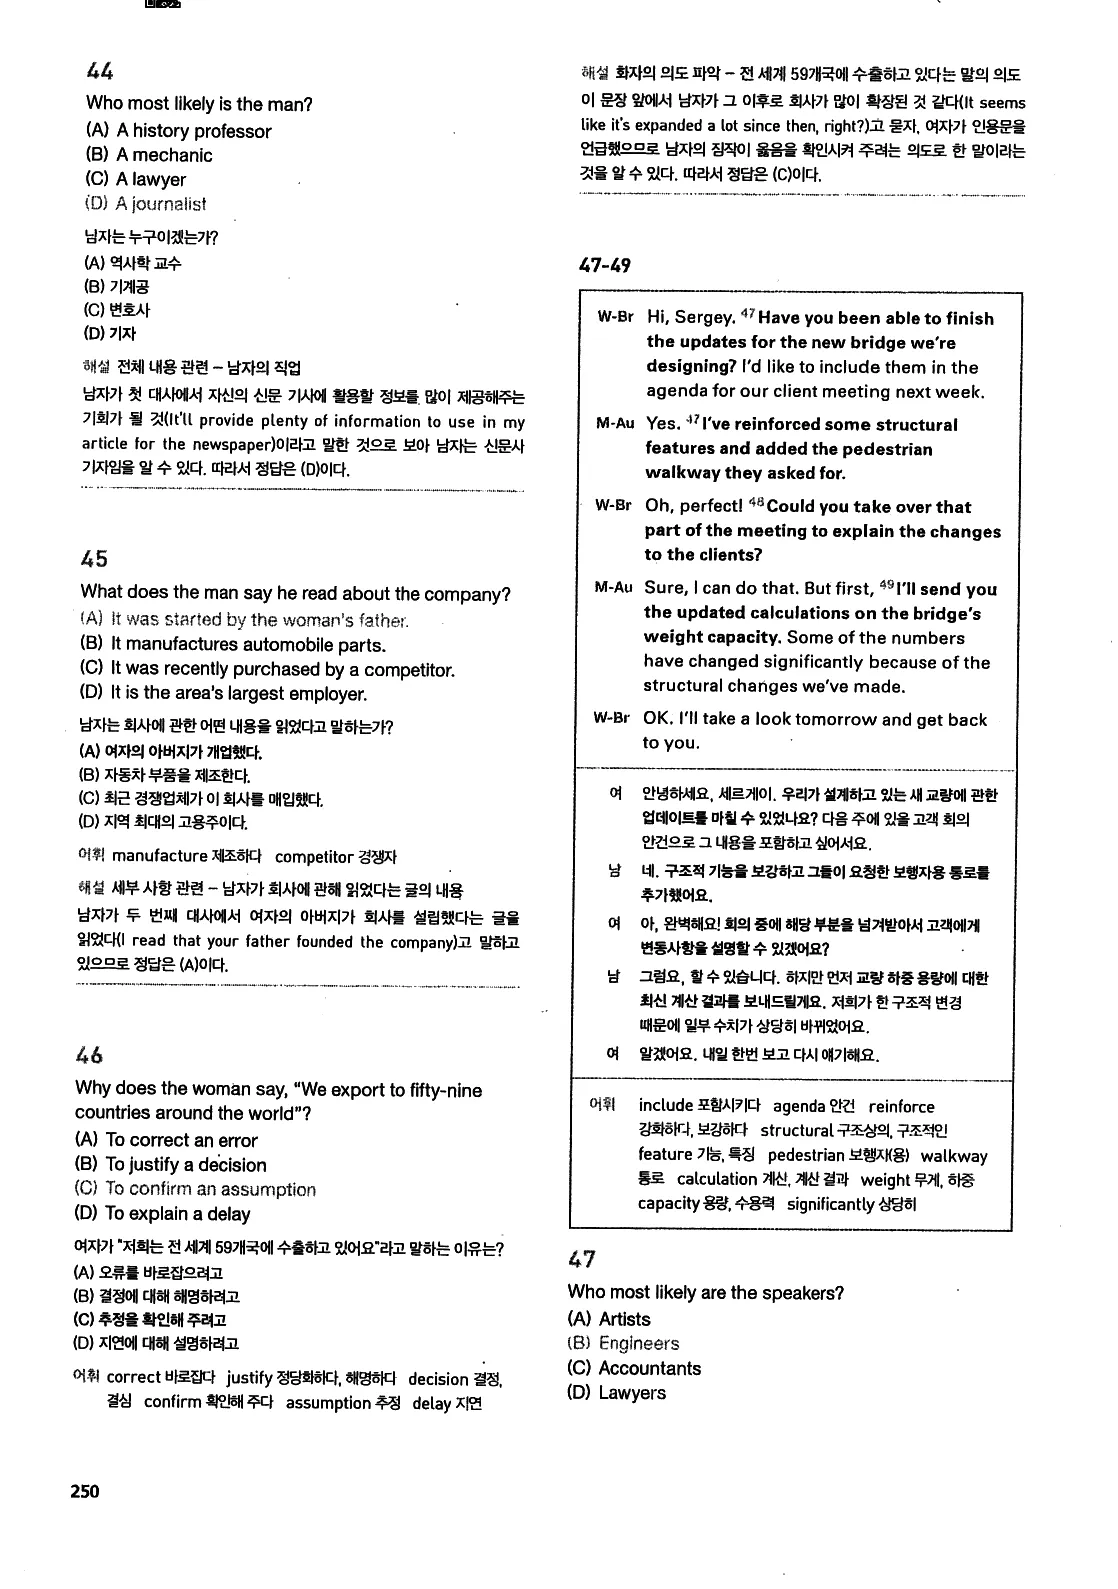 44
Who most likely is the man?
(A) A history professor
(B) A mechanic
(C) A lawyer
(D) A journalist
남자는 누구이겠는가?
(A) 역사학 교수
(B) 기계공
(C) 변호사
(D) 기자
해설 전체 내용 관련 – 남자의 직업
남자가 첫 대사에서 자신의 신문 기사에 활용할 정보를 많이 제공해주는
기회가 될 것(It'll provide plenty of information to use in my
article for the newspaper)이라고 말한 것으로 보아 남자는 신문사
기자임을 알 수 있다. 따라서 정답은 (D)이다.
45
What does the man say he read about the company?
(A) It was started by the woman's father.
(B) It manufactures automobile parts.
(C) It was recently purchased by a competitor.
(D) It is the area's largest employer.
남자는 회사에 관한 어떤 내용을 읽었다고 말하는가?
(A) 여자의 아버지가 개업했다.
(B) 자동차 부품을 제조한다.
(C) 최근 경쟁업체가 이 회사를 매입했다.
(D) 지역 최대의 고용주이다.
어휘 manufacture 제조하다 competitor 경쟁자
해설 세부 사항 관련 – 남자가 회사에 관해 읽었다는 글의 내용
남자가 두 번째 대사에서 여자의 아버지가 회사를 설립했다는 글을
읽었다(I read that your father founded the company)고 말하고
있으므로 정답은 (A)이다.
46
Why does the woman say, "We export to fifty-nine
countries around the world"?
(A) To correct an error
(B) To justify a decision
(C) To confirm an assumption
(D) To explain a delay
여자가 "저희는 전 세계 59개국에 수출하고 있어요"라고 말하는 이유는?
(A) 오류를 바로잡으려고
(B) 결정에 대해 해명하려고
(C) 추정을 확인해 주려고
(D) 지연에 대해 설명하려고
어휘 correct 바로잡다 justify 정당화하다, 해명하다 decision 결정,
결심 confirm 확인해 주다 assumption 추정 delay 지연
250
해설 화자의 의도 파악 – 전 세계 59개국에 수출하고 있다는 말의 의도
이 문장 앞에서 남자가 그 이후로 회사가 많이 확장된 것 같다(It seems
like it's expanded a lot since then, right?)고 묻자, 여자가 인용문을
언급했으므로 남자의 짐작이 옳음을 확인시켜 주려는 의도로 한 말이라는
것을 알 수 있다. 따라서 정답은 (C)이다.
47-49
W-Br Hi, Sergey. 47 Have you been able to finish
the updates for the new bridge we're
designing? I'd like to include them in the
agenda for our client meeting next week.
M-Au Yes. 47 I've reinforced some structural
features and added the pedestrian
walkway they asked for.
W-Br Oh, perfect! 48 Could you take over that
part of the meeting to explain the changes
to the clients?
M-Au Sure, I can do that. But first, 49 I'll send you
the updated calculations on the bridge's
weight capacity. Some of the numbers
have changed significantly because of the
structural changes we've made.
W-Br OK. I'll take a look tomorrow and get back
to you.
여 안녕하세요, 세르게이. 우리가 설계하고 있는 새 교량에 관한
업데이트를 마칠 수 있었나요? 다음 주에 있을 고객 회의
안건으로 그 내용을 포함하고 싶어서요.
남 네. 구조적 기능을 보강하고 그들이 요청한 보행자용 통로를
추가했어요.
여 아, 완벽해요! 회의 중에 해당 부분을 넘겨받아서 고객에게
변동사항을 설명할 수 있겠어요?
남 그럼요, 할 수 있습니다. 하지만 먼저 교량 하중 용량에 대한
최신 계산 결과를 보내드릴게요. 저희가 한 구조적 변경
때문에 일부 수치가 상당히 바뀌었어요.
여 알겠어요. 내일 한번 보고 다시 얘기해요.
어휘 include 포함시키다 agenda 안건 reinforce
강화하다, 보강하다 structural 구조상의, 구조적인
feature 기능, 특징 pedestrian 보행자(용) walkway
통로 calculation 계산, 계산 결과 weight 무게, 하중
capacity 용량, 수용력 significantly 상당히
47
Who most likely are the speakers?
(A) Artists
(B) Engineers
(C) Accountants
(D) Lawyers